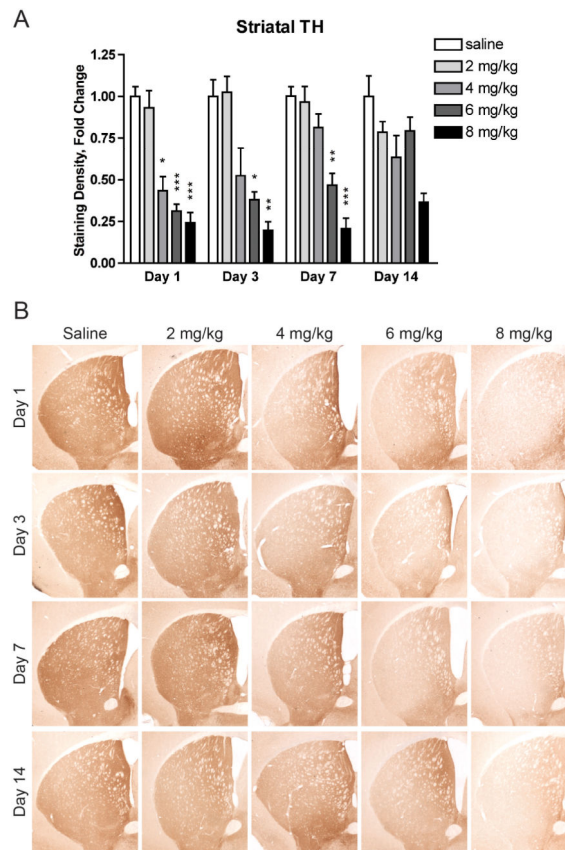 A
Striatal TH
Staining Density, Fold Change
1.25
1.00
0.75
0.50
0.25
0.00
*
***
***
*
**
**
***
Day 1
Day 3
Day 7
Day 14
saline
2 mg/kg
4 mg/kg
6 mg/kg
8 mg/kg
B
Saline 2 mg/kg 4 mg/kg 6 mg/kg 8 mg/kg
Day 1
Day 3
Day 7
Day 14